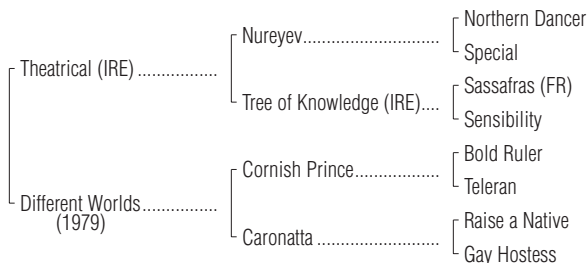 Northern Dancer
Nureyev
Special
Theatrical (IRE)
Sassafras (FR)
Tree of Knowledge (IRE)
Sensibility
Bold Ruler
Cornish Prince
Teleran
Different Worlds
(1979)
Raise a Native
Caronatta
Gay Hostess